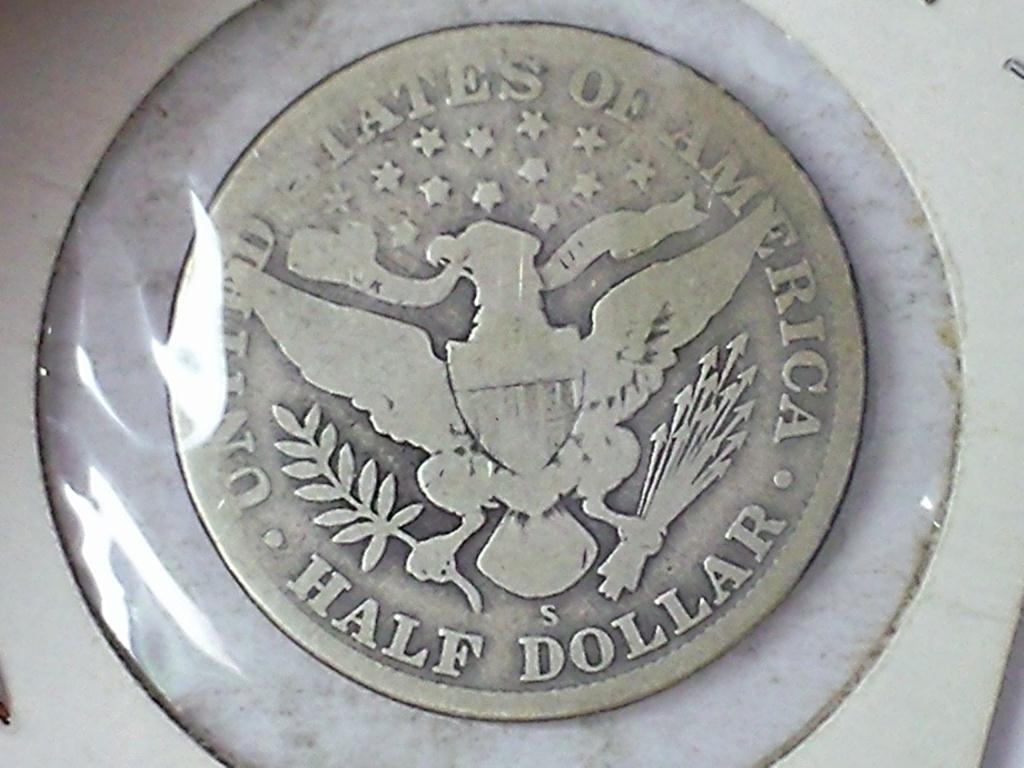 UNITED STATES OF AMERICA
U
S
HALF DOLLAR